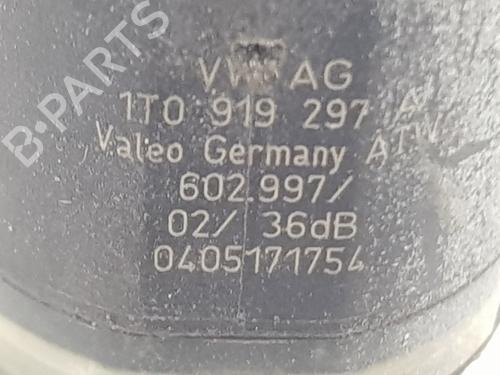 B-PARTS
VW AG
1T0 919 297 A
Valeo Germany ATW
602.997/
02/ 36dB
0405171754